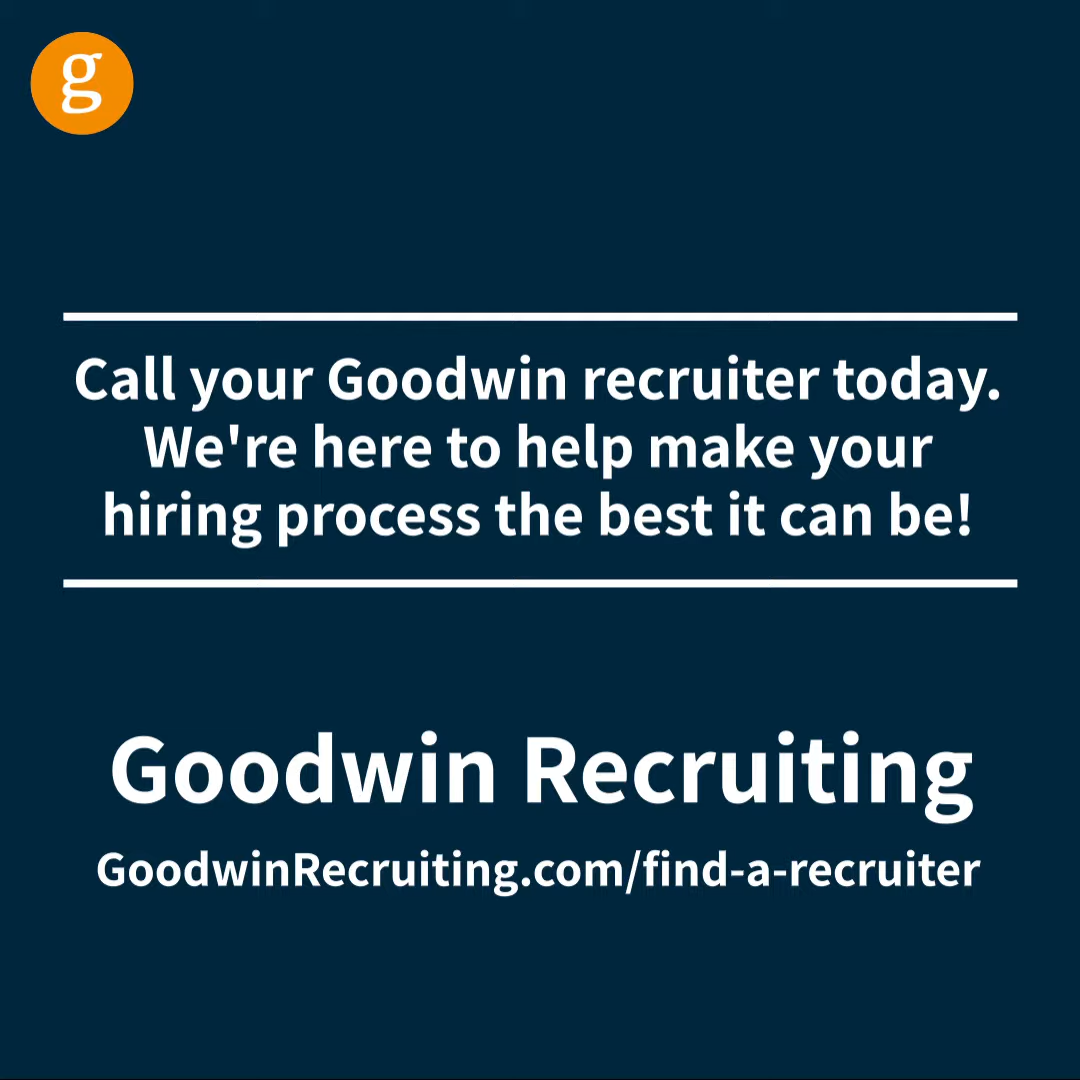 g
Call your Goodwin recruiter today.
We're here to help make your
hiring process the best it can be!
Goodwin Recruiting
GoodwinRecruiting.com/find-a-recruiter